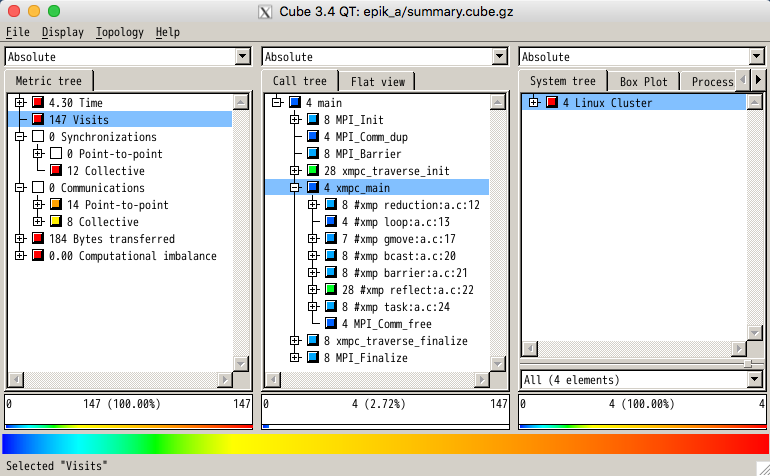 Cube 3.4 QT: epik_a/summary.cube.gz
File Display Topology Help
Absolute
Metric tree
4.30 Time
147 Visits
0 Synchronizations
0 Point-to-point
12 Collective
0 Communications
14 Point-to-point
8 Collective
184 Bytes transferred
0.00 Computational imbalance
0 147 (100.00%) 147
Absolute
Call tree Flat view
4 main
8 MPI_Init
4 MPI_Comm_dup
8 MPI_Barrier
28 xmpc_traverse_init
4 xmpc_main
8 #xmp reduction:a.c:12
4 #xmp loop:a.c:13
7 #xmp gmove:a.c:17
8 #xmp bcast:a.c:20
8 #xmp barrier:a.c:21
28 #xmp reflect:a.c:22
8 #xmp task:a.c:24
4 MPI_Comm_free
8 xmpc_traverse_finalize
8 MPI_Finalize
0 4 (2.72%) 147
Absolute
System tree Box Plot Process
4 Linux Cluster
All (4 elements)
0 4 (100.00%) 4
Selected "Visits"